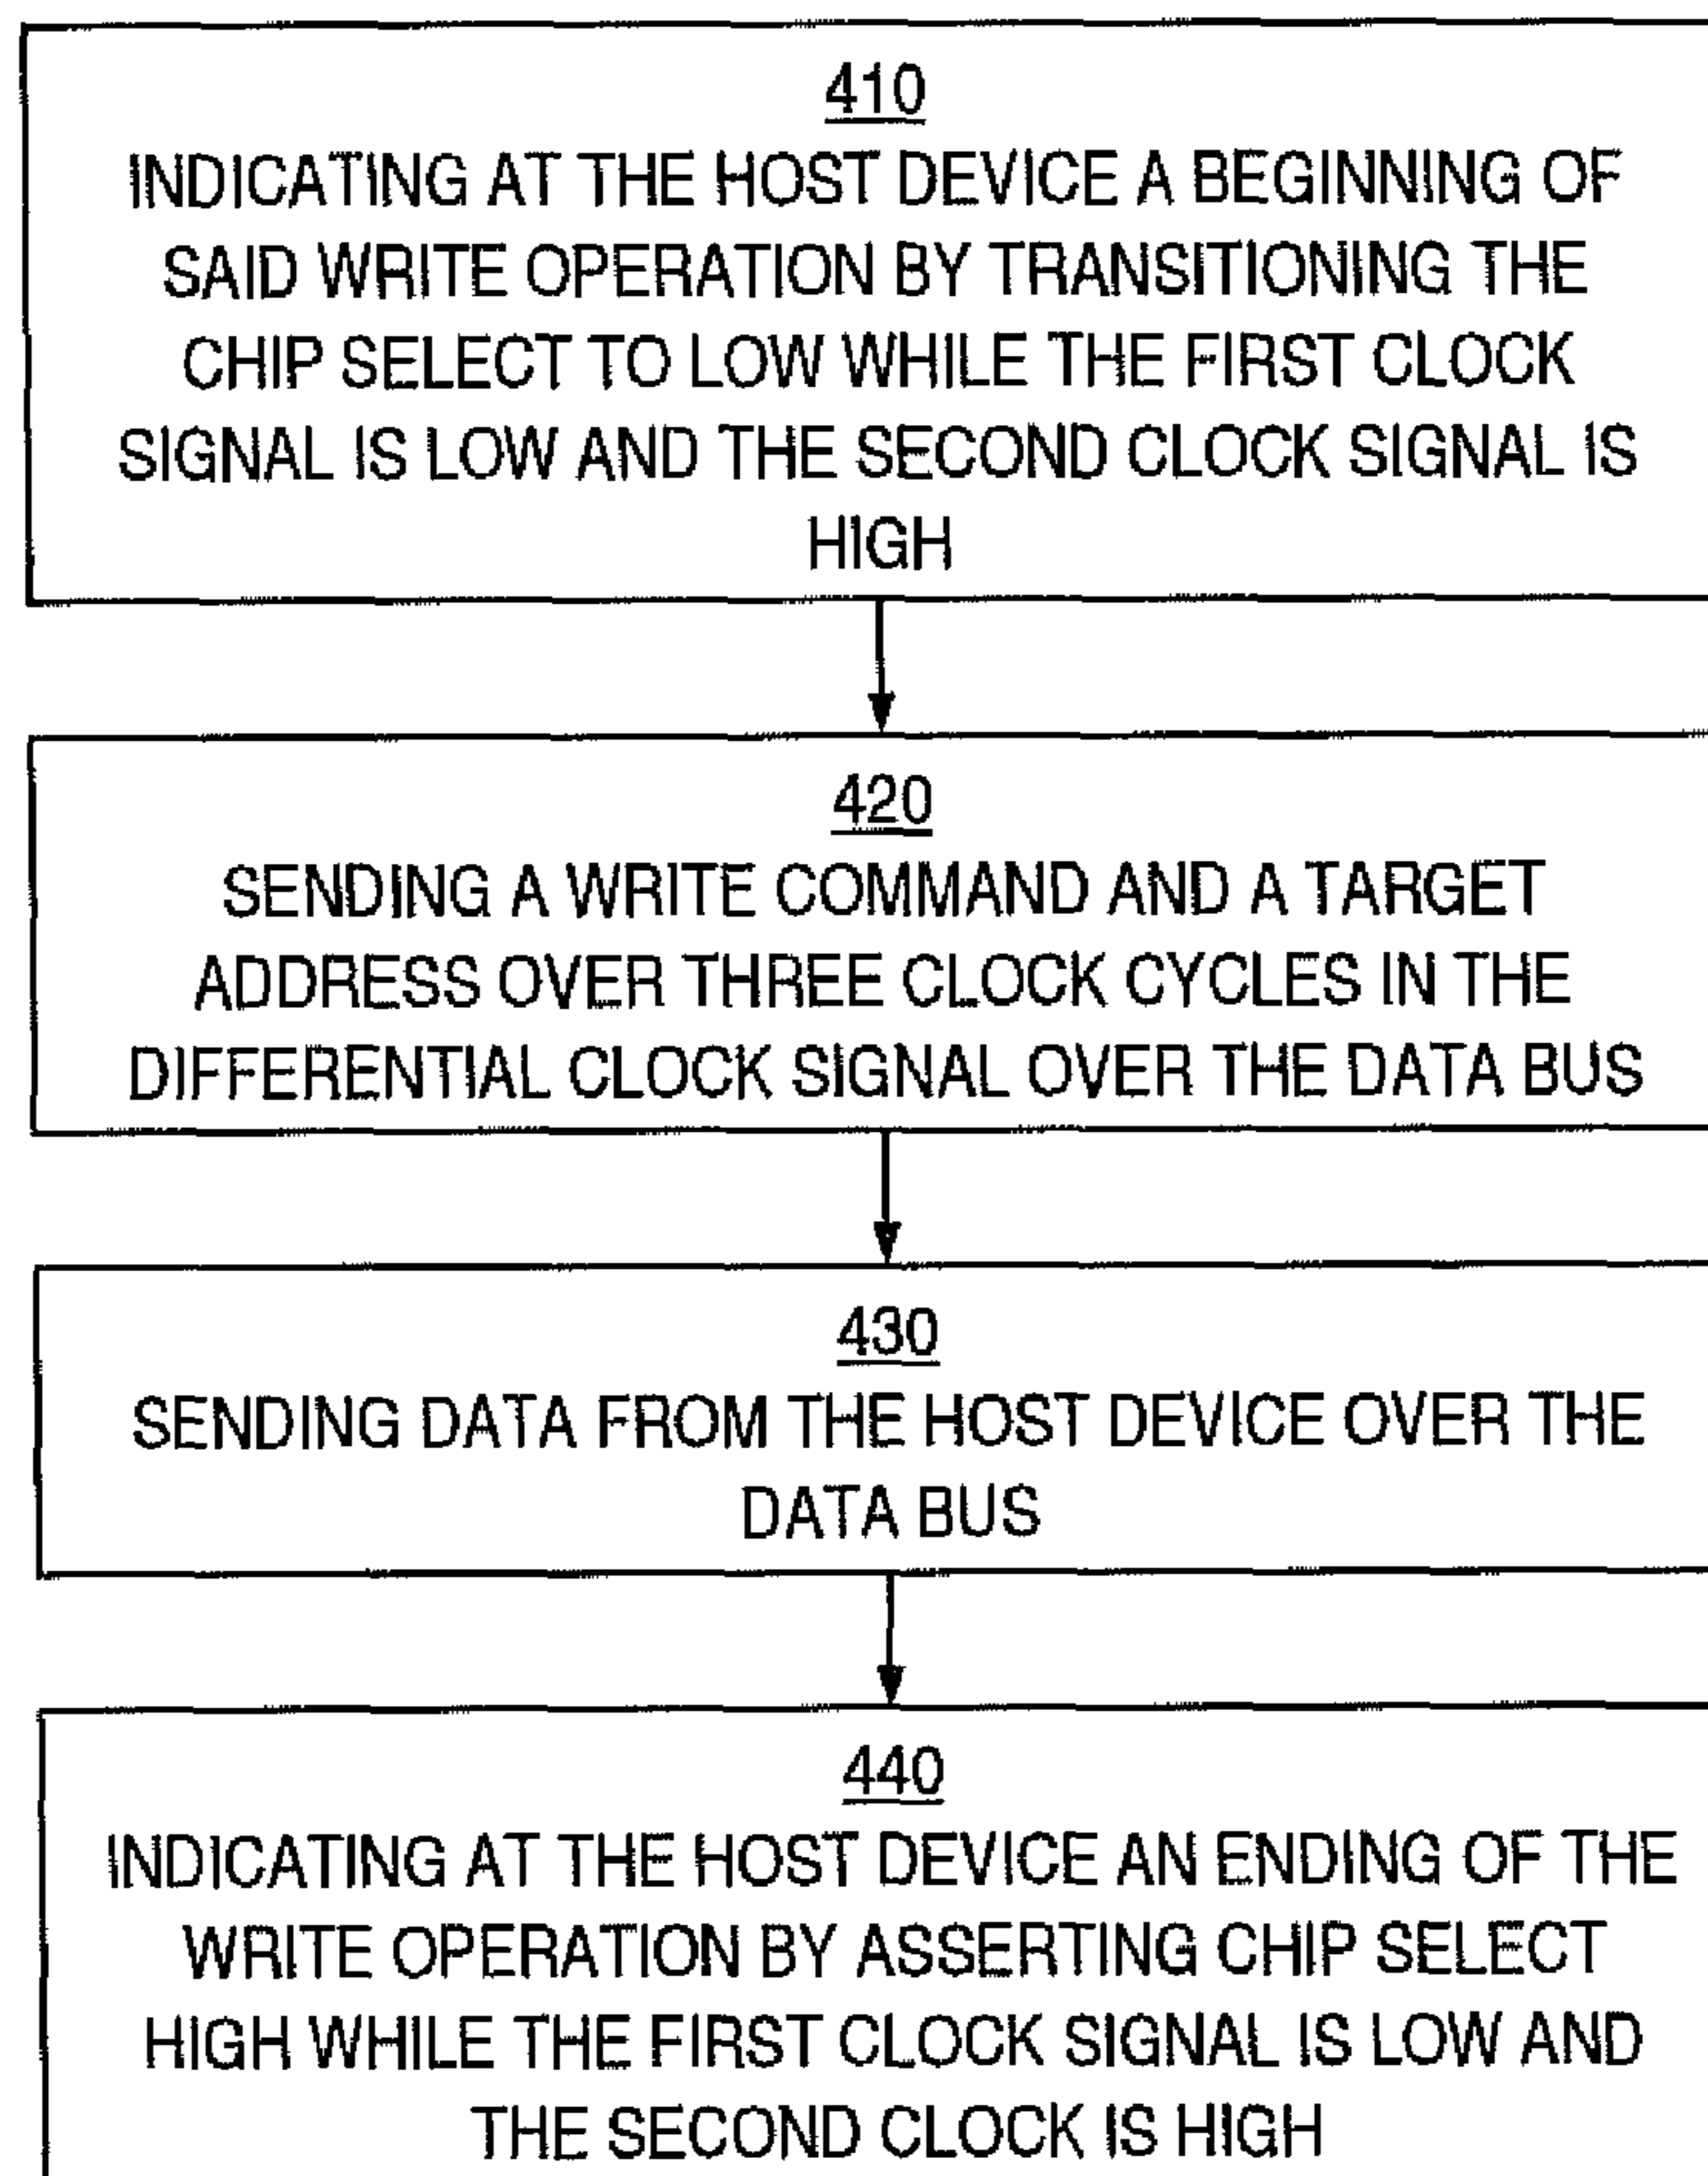 410
INDICATING AT THE HOST DEVICE A BEGINNING OF
SAID WRITE OPERATION BY TRANSITIONING THE
CHIP SELECT TO LOW WHILE THE FIRST CLOCK
SIGNAL IS LOW AND THE SECOND CLOCK SIGNAL IS
HIGH
420
SENDING A WRITE COMMAND AND A TARGET
ADDRESS OVER THREE CLOCK CYCLES IN THE
DIFFERENTIAL CLOCK SIGNAL OVER THE DATA BUS
430
SENDING DATA FROM THE HOST DEVICE OVER THE
DATA BUS
440
INDICATING AT THE HOST DEVICE AN ENDING OF THE
WRITE OPERATION BY ASSERTING CHIP SELECT
HIGH WHILE THE FIRST CLOCK SIGNAL IS LOW AND
THE SECOND CLOCK IS HIGH